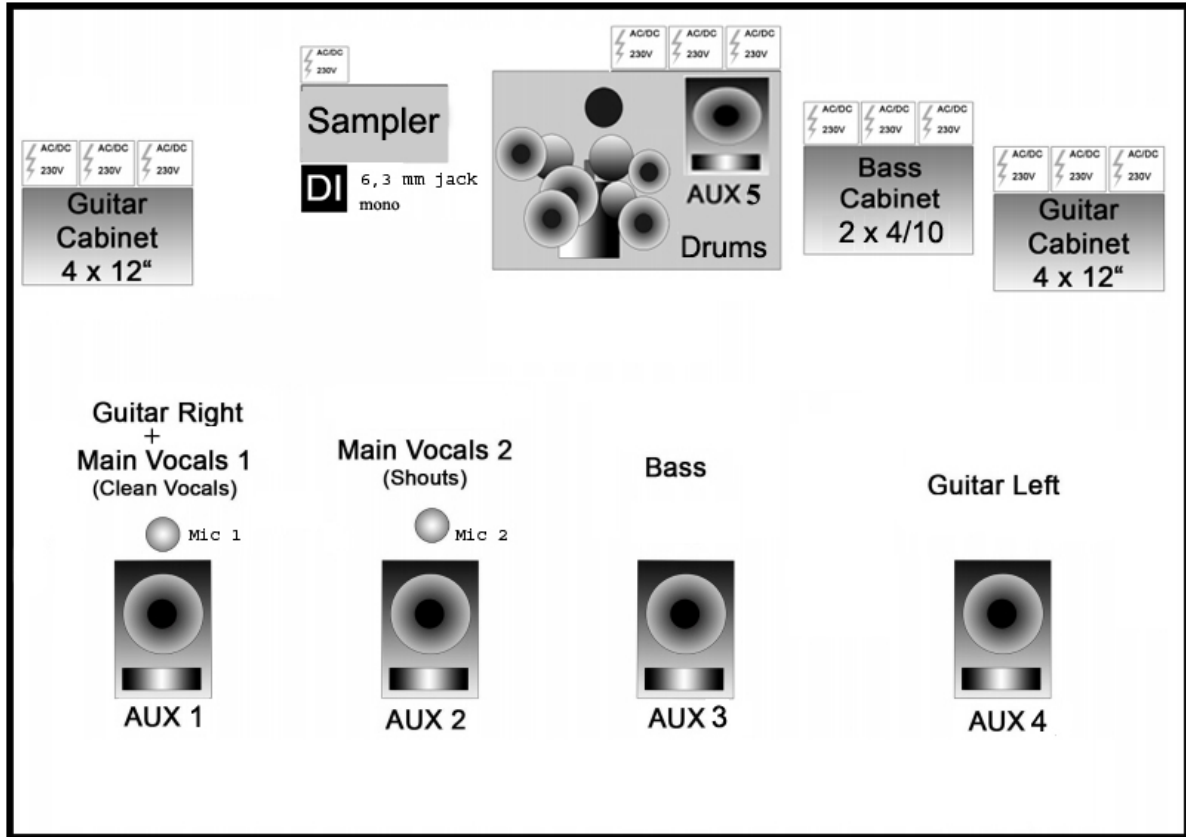 AC/DC
230V
Sampler
DI
6,3 mm jack
mono
AC/DC
230V
AC/DC
230V
AC/DC
230V
AUX 5
Drums
AC/DC
230V
AC/DC
230V
AC/DC
230V
Guitar
Cabinet
4 x 12“
AC/DC
230V
AC/DC
230V
AC/DC
230V
Bass
Cabinet
2 x 4/10
AC/DC
230V
AC/DC
230V
AC/DC
230V
Guitar
Cabinet
4 x 12“
Guitar Right
+
Main Vocals 1
(Clean Vocals)
Mic 1
AUX 1
Main Vocals 2
(Shouts)
Mic 2
AUX 2
Bass
AUX 3
Guitar Left
AUX 4